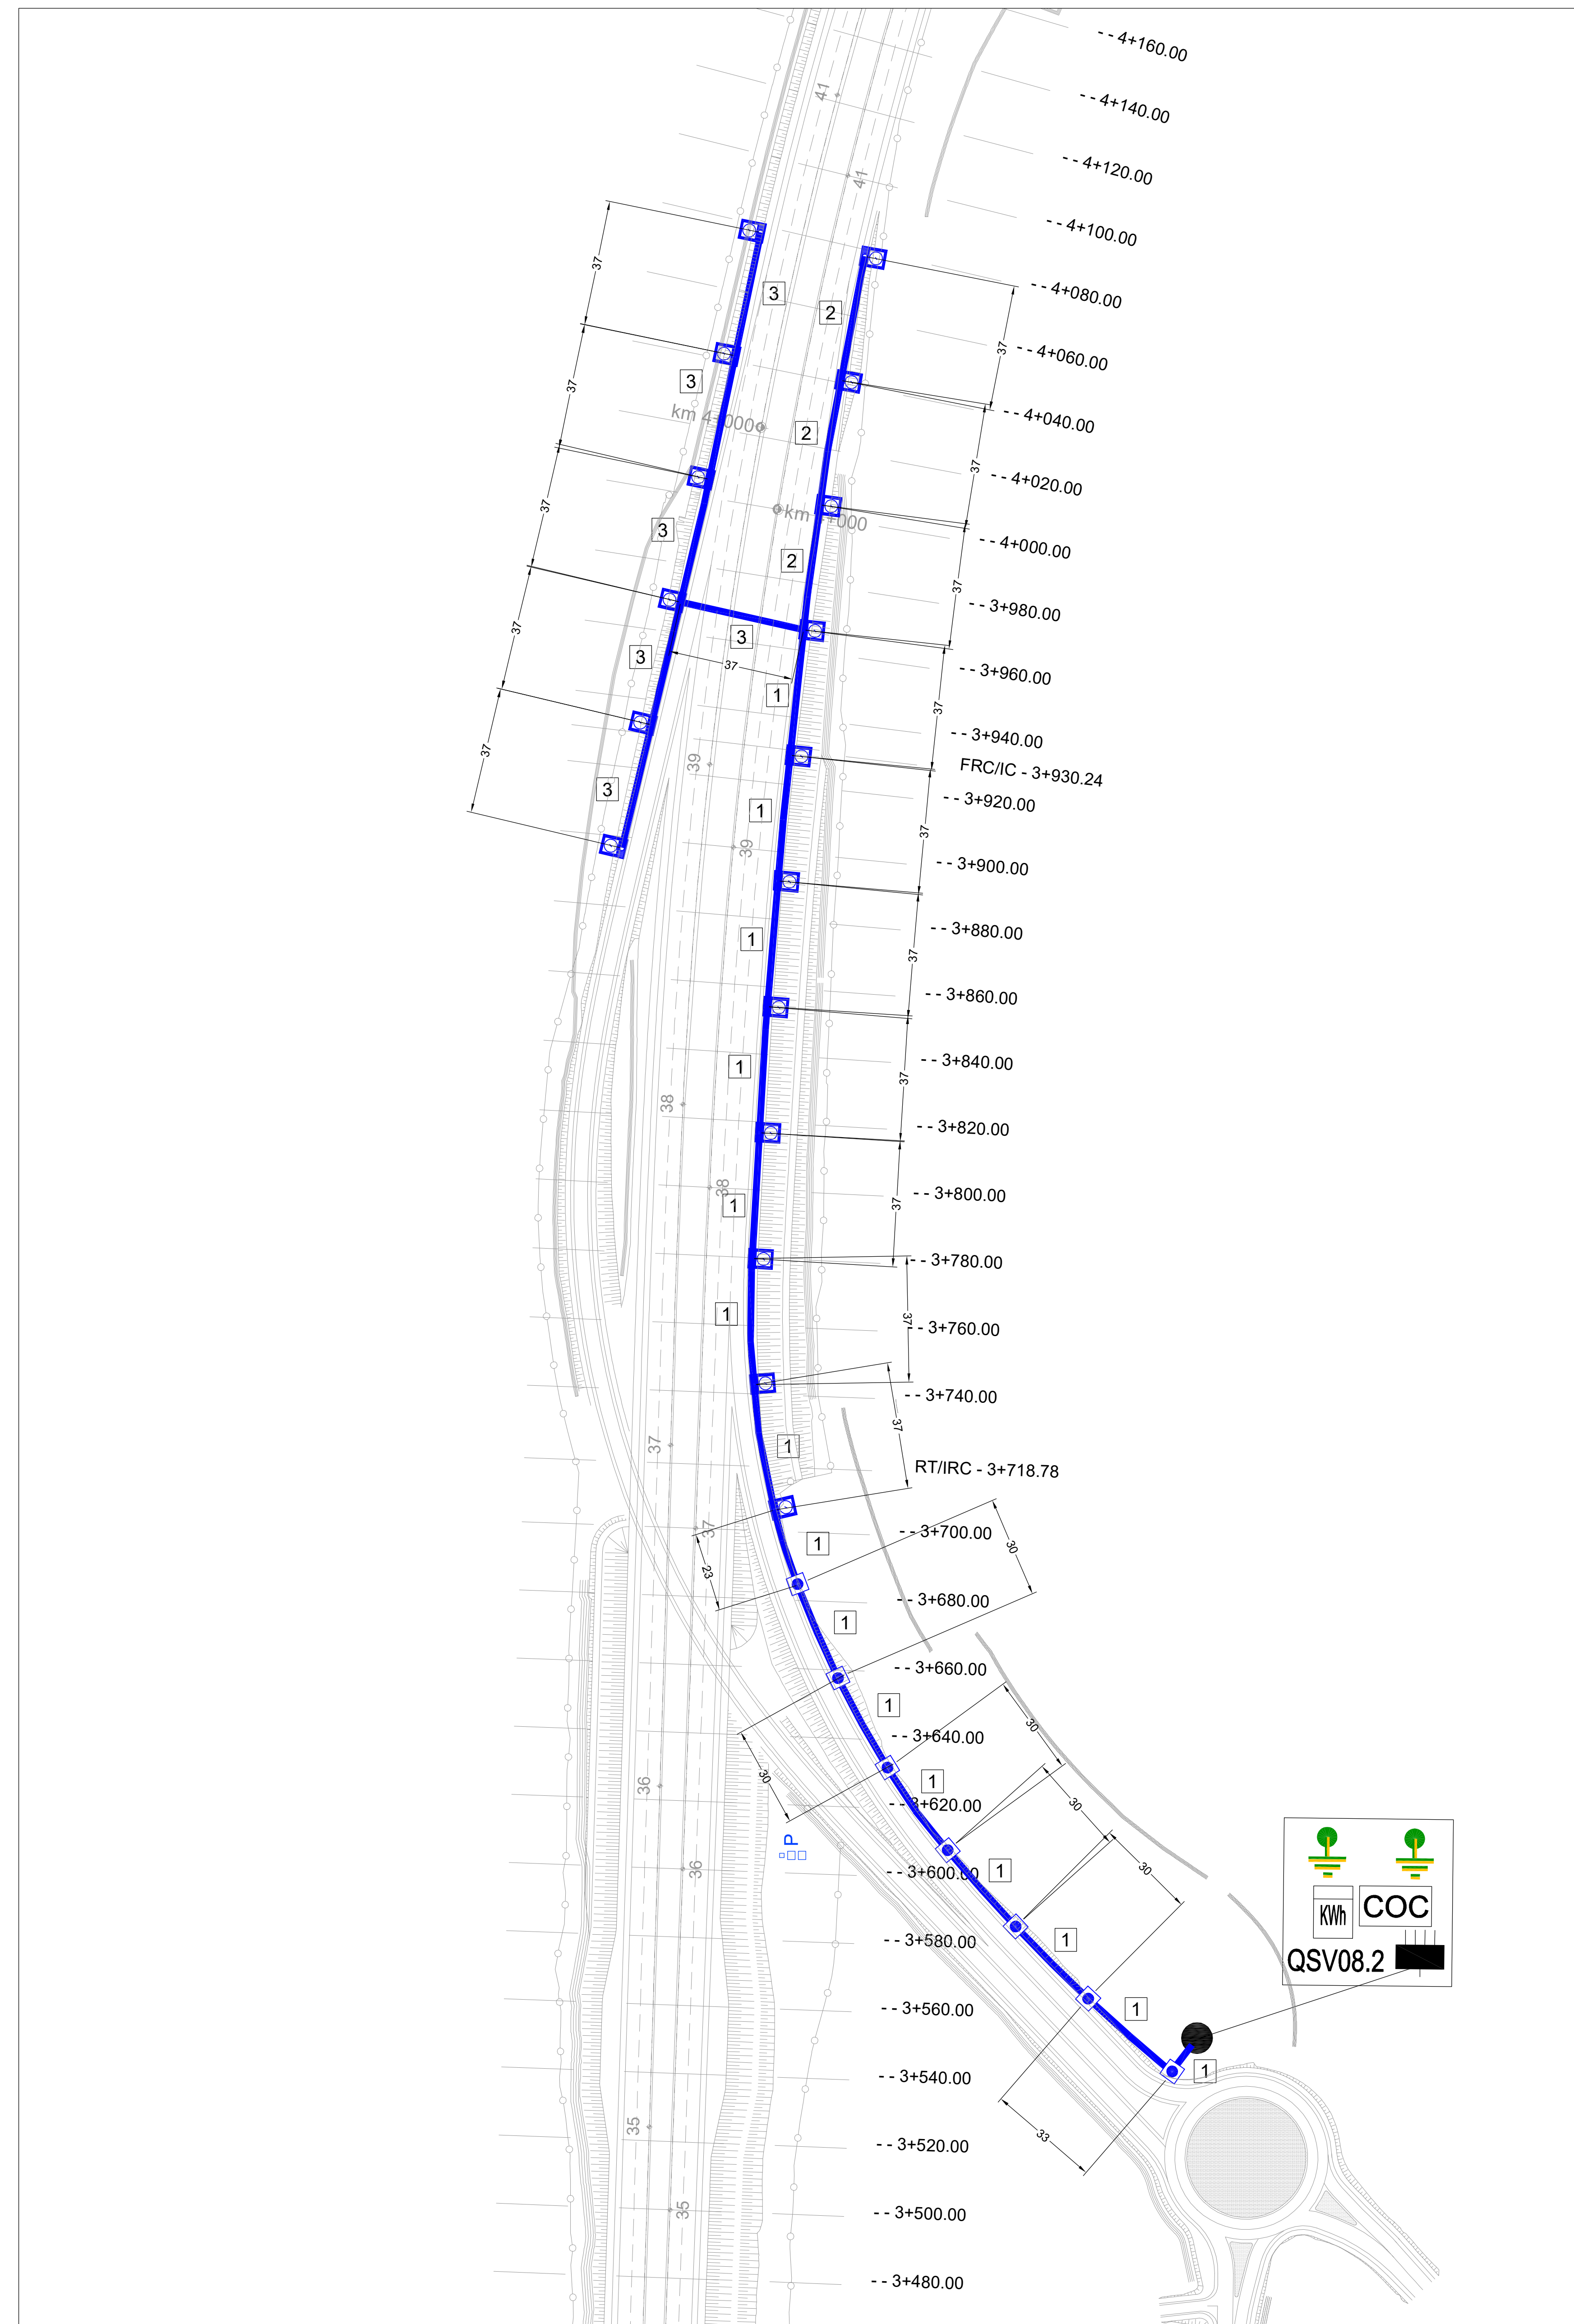 - - 4+160.00
41
- - 4+140.00
- - 4+120.00
41
- - 4+100.00
37
- - 4+080.00
3
2
37
- - 4+060.00
37
3
- - 4+040.00
km 4+000
2
37
- - 4+020.00
37
km 4+000
3
- - 4+000.00
2
37
- - 3+980.00
37
3
3
37
- - 3+960.00
1
37
- - 3+940.00
37
39
FRC/IC - 3+930.24
3
- - 3+920.00
1
37
39
- - 3+900.00
- - 3+880.00
1
37
- - 3+860.00
- - 3+840.00
1
37
38
- - 3+820.00
38
- - 3+800.00
1
37
- - 3+780.00
1
37
- - 3+760.00
- - 3+740.00
37
37
1
RT/IRC - 3+718.78
37
- - 3+700.00
1
30
23
- - 3+680.00
1
- - 3+660.00
1
30
- - 3+640.00
30
36
1
30
- - 3+620.00
P
36
- - 3+600.00
1
30
KWh
COC
- - 3+580.00
1
QSV08.2
- - 3+560.00
1
- - 3+540.00
1
35
33
- - 3+520.00
35
- - 3+500.00
- - 3+480.00